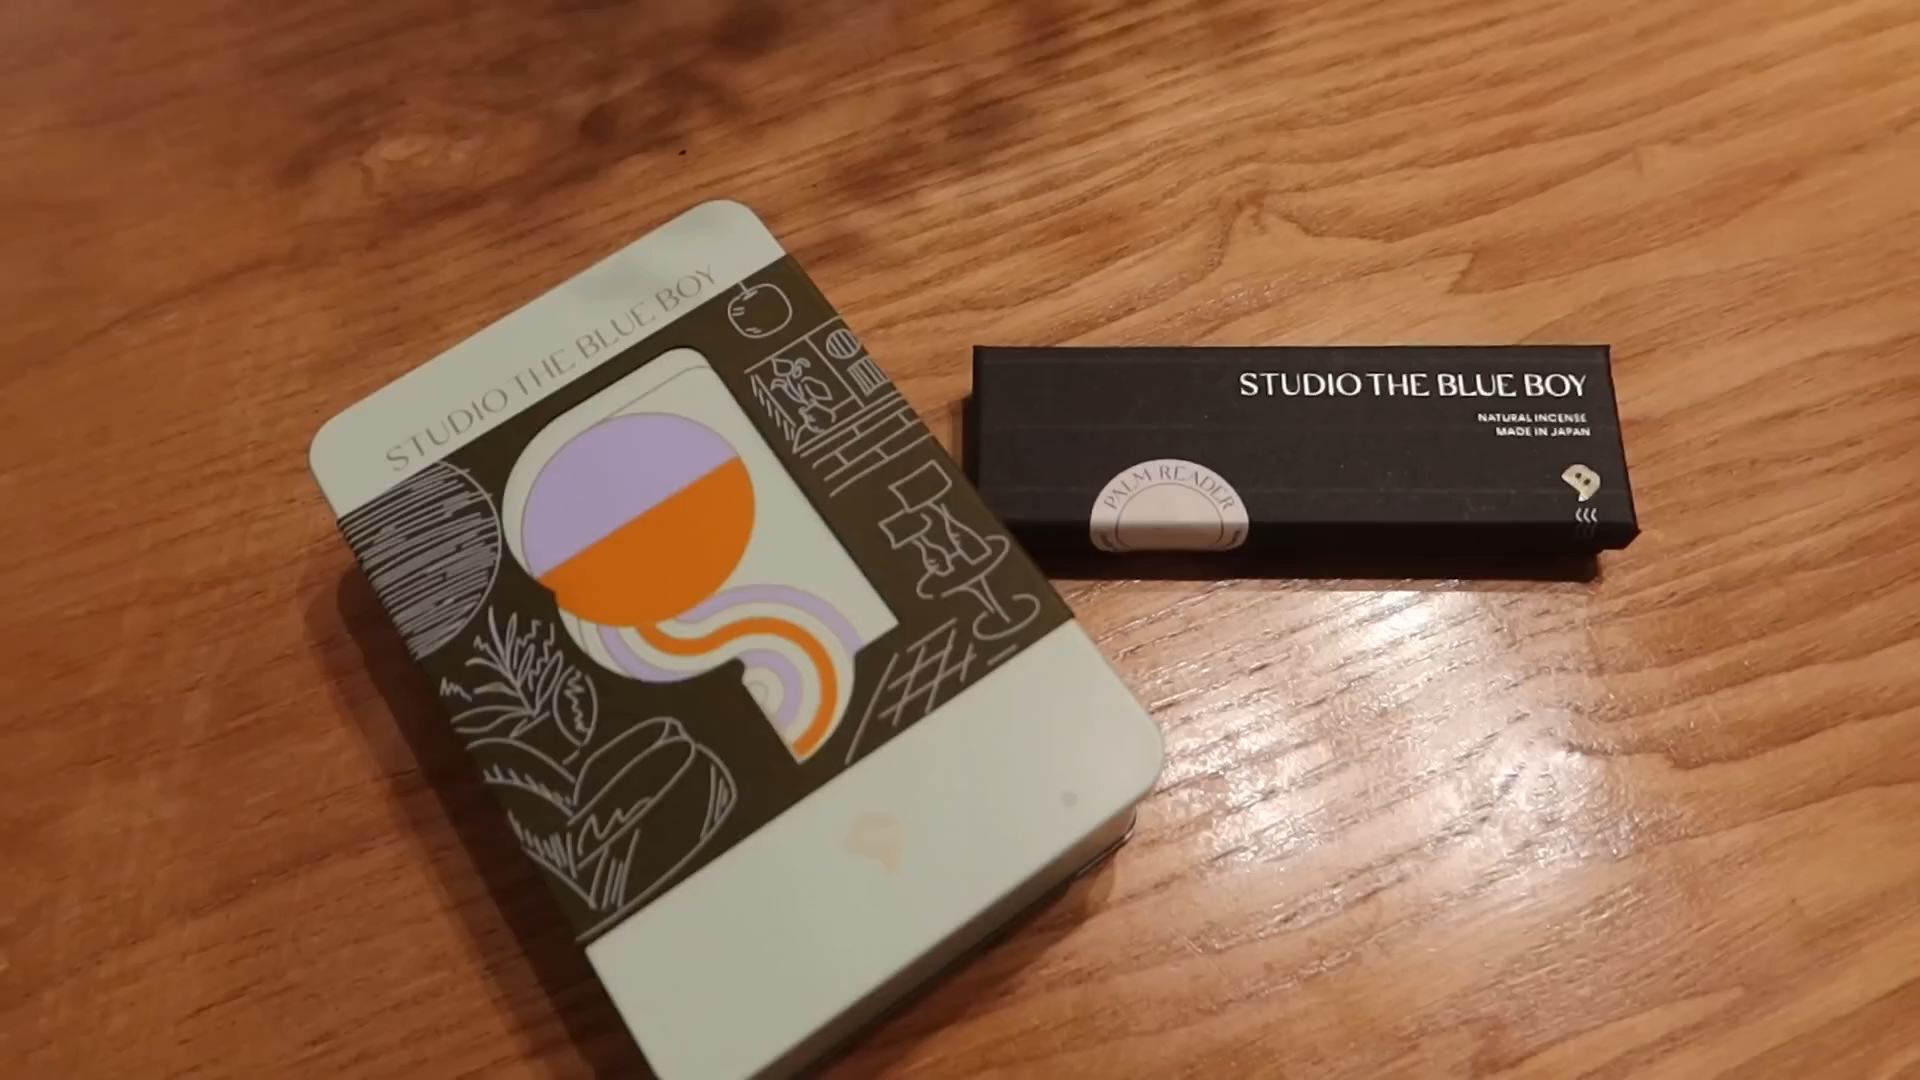 STUDIO THE BLUE BOY
STUDIO THE BLUE BOY
NATURAL INCENSE
MADE IN JAPAN
PALM READER